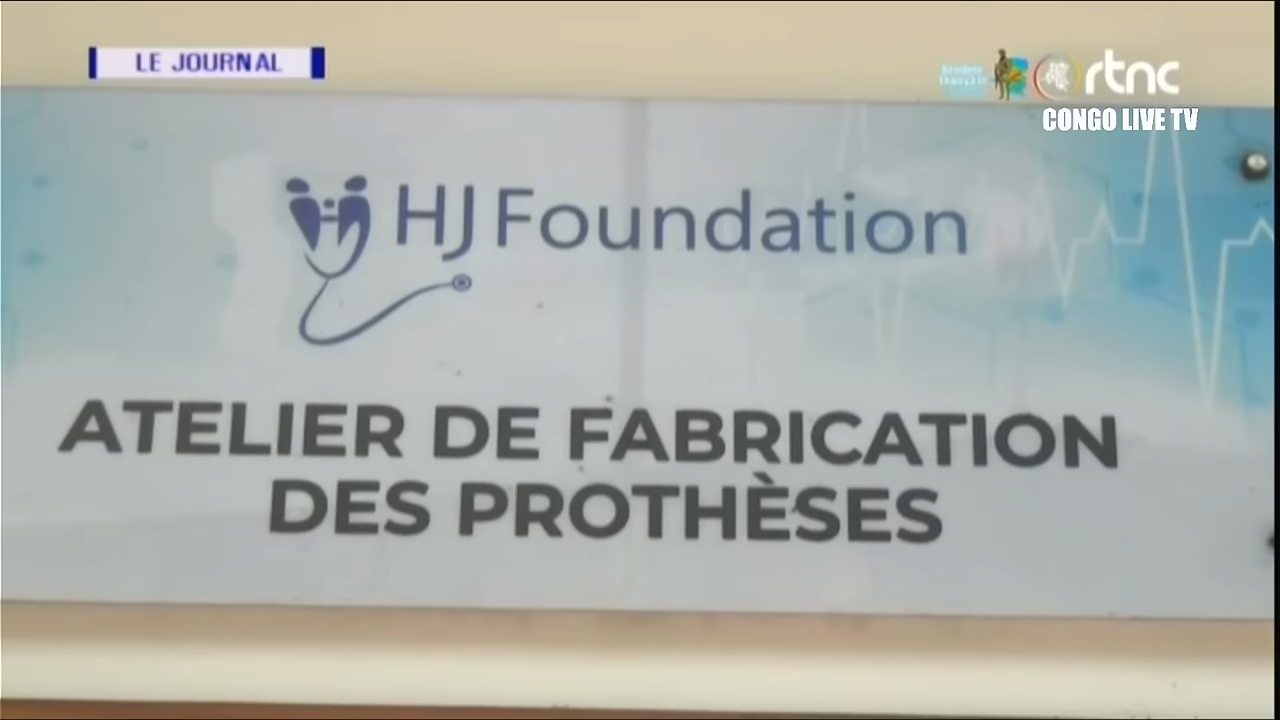 LE JOURNAL
rtnc
CONGO LIVE TV
HJ Foundation
ATELIER DE FABRICATION
DES PROTHÈSES